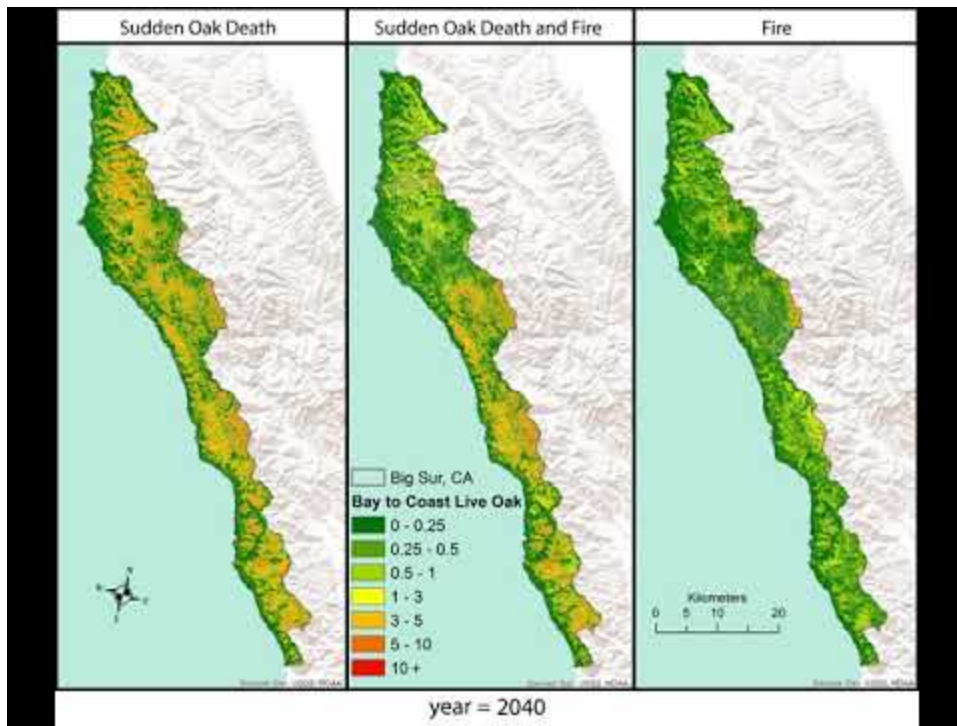 Sudden Oak Death
Sudden Oak Death and Fire
Fire
Big Sur, CA
Bay to Coast Live Oak
0 - 0.25
0.25 - 0.5
0.5 - 1
1 - 3
3 - 5
5 - 10
10 +
N
Kilometers
0 5 10 20
year = 2040